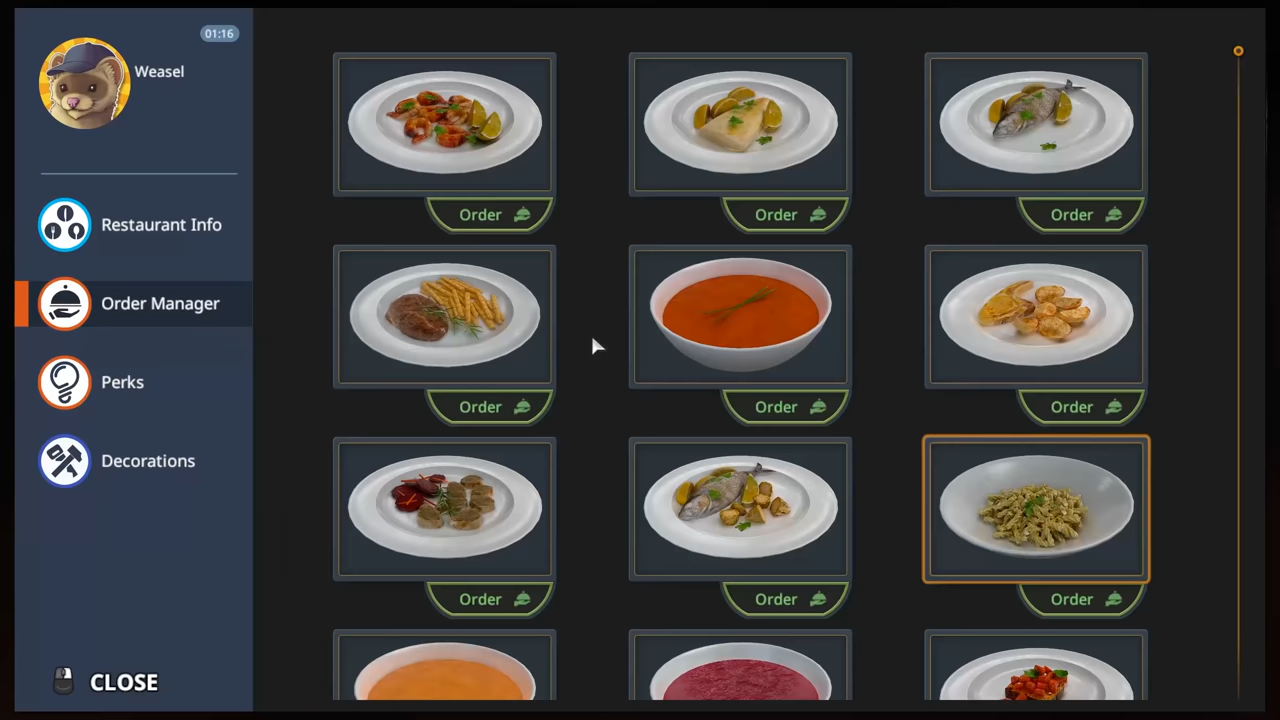 01:16
Weasel
Restaurant Info
Order Manager
Perks
Decorations
CLOSE
Order
Order
Order
Order
Order
Order
Order
Order
Order